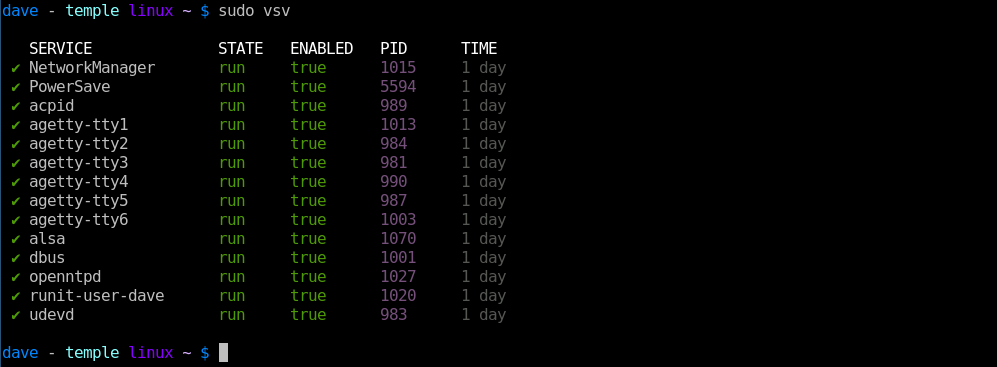 dave - temple linux ~ $ sudo vsv
SERVICE STATE ENABLED PID TIME
✔ NetworkManager run true 1015 1 day
✔ PowerSave run true 5594 1 day
✔ acpid run true 989 1 day
✔ agetty-tty1 run true 1013 1 day
✔ agetty-tty2 run true 984 1 day
✔ agetty-tty3 run true 981 1 day
✔ agetty-tty4 run true 990 1 day
✔ agetty-tty5 run true 987 1 day
✔ agetty-tty6 run true 1003 1 day
✔ alsa run true 1070 1 day
✔ dbus run true 1001 1 day
✔ openntpd run true 1027 1 day
✔ runit-user-dave run true 1020 1 day
✔ udevd run true 983 1 day
dave - temple linux ~ $